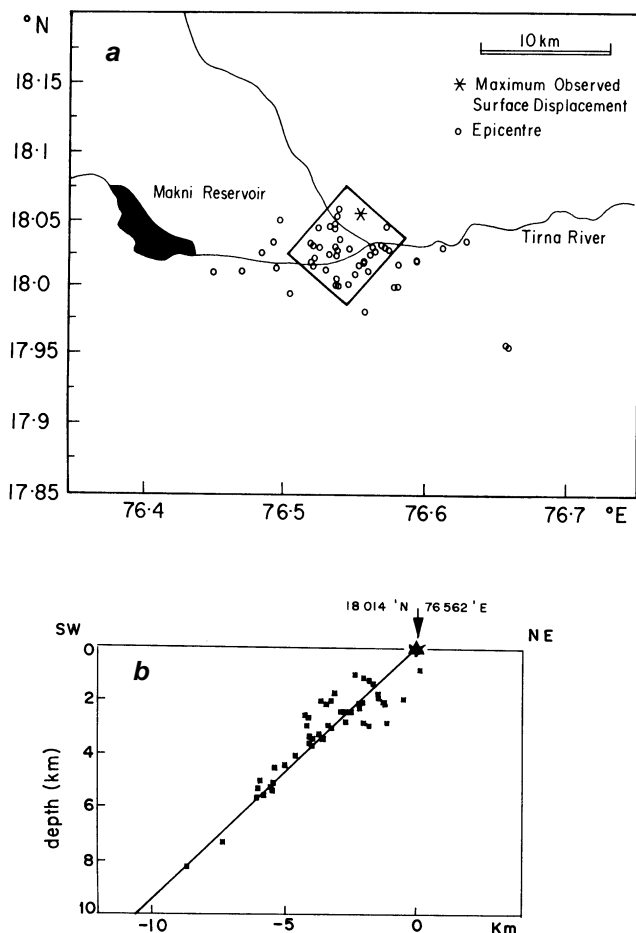 °N
a
10 km
* Maximum Observed
Surface Displacement
o Epicentre
18·15
18·1
Makni Reservoir
18·05
Tirna River
18·0
17·95
17·9
17·85
76·4
76·5
76·6
76·7
°E
18 014 'N 76 562 'E
SW
NE
b
0
2
4
6
8
10
depth (km)
-10
-5
0
Km